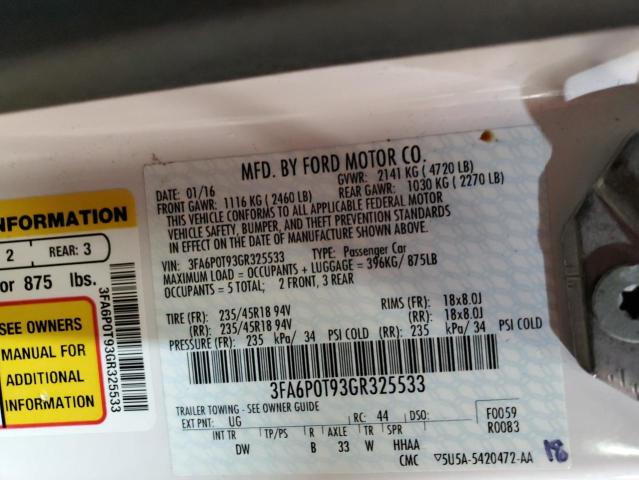 MFD. BY FORD MOTOR CO.
DATE: 01/16
GVWR: 2141 KG ( 4720 LB)
FRONT GAWR: 1116 KG ( 2460 LB)
REAR GAWR: 1030 KG ( 2270 LB)
THIS VEHICLE CONFORMS TO ALL APPLICABLE FEDERAL MOTOR
VEHICLE SAFETY, BUMPER, AND THEFT PREVENTION STANDARDS
IN EFFECT ON THE DATE OF MANUFACTURE SHOWN ABOVE.
VIN: 3FA6P0T93GR325533
TYPE: Passenger Car
MAXIMUM LOAD = OCCUPANTS + LUGGAGE = 396KG/ 875LB
OCCUPANTS = 5 TOTAL; 2 FRONT, 3 REAR
TIRE (FR): 235/45R18 94V RIMS (FR): 18x8.0J
(RR): 235/45R18 94V (RR): 18x8.0J
PRESSURE (FR): 235 kPa/ 34 PSI COLD (RR): 235 kPa/ 34 PSI COLD
3FA6P0T93GR325533
TRAILER TOWING - SEE OWNER GUIDE
EXT PNT: UG RC: 44 DSO: F0059
R0083
INT TR TP/PS R AXLE TR SPR
DW B 33 W HHAA
CMC ▽5U5A-5420472-AA
18
INFORMATION
2 REAR: 3
or 875 lbs.
SEE OWNERS
MANUAL FOR
ADDITIONAL
INFORMATION
3FA6P0T93GR325533